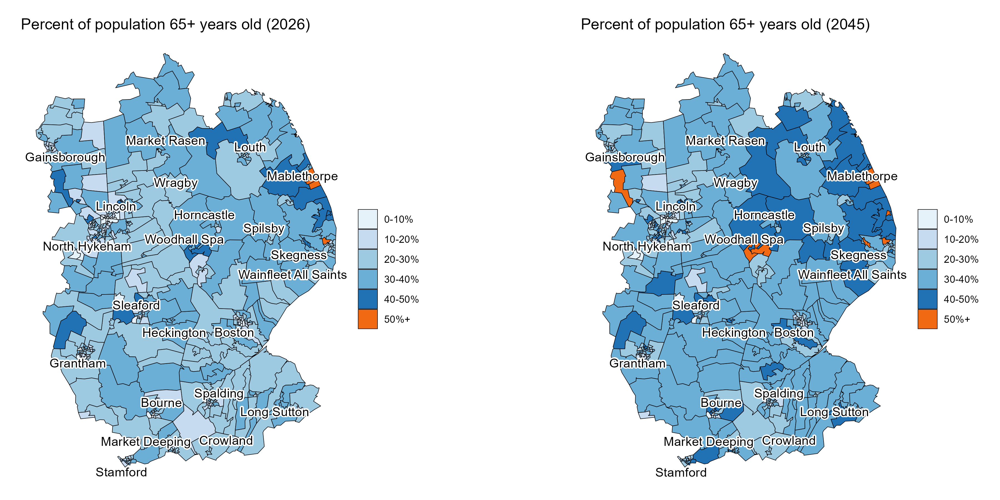 Percent of population 65+ years old (2026)
Market Rasen
Louth
Gainsborough
Mablethorpe
Wragby
Lincoln
Horncastle
Spilsby
Woodhall Spa
North Hykeham
Skegness
Wainfleet All Saints
Sleaford
Heckington
Boston
Grantham
Spalding
Bourne
Long Sutton
Market Deeping
Crowland
Stamford
0-10%
10-20%
20-30%
30-40%
40-50%
50%+
Percent of population 65+ years old (2045)
Market Rasen
Louth
Gainsborough
Mablethorpe
Wragby
Lincoln
Horncastle
Spilsby
Woodhall Spa
North Hykeham
Skegness
Wainfleet All Saints
Sleaford
Heckington
Boston
Grantham
Spalding
Bourne
Long Sutton
Market Deeping
Crowland
Stamford
0-10%
10-20%
20-30%
30-40%
40-50%
50%+